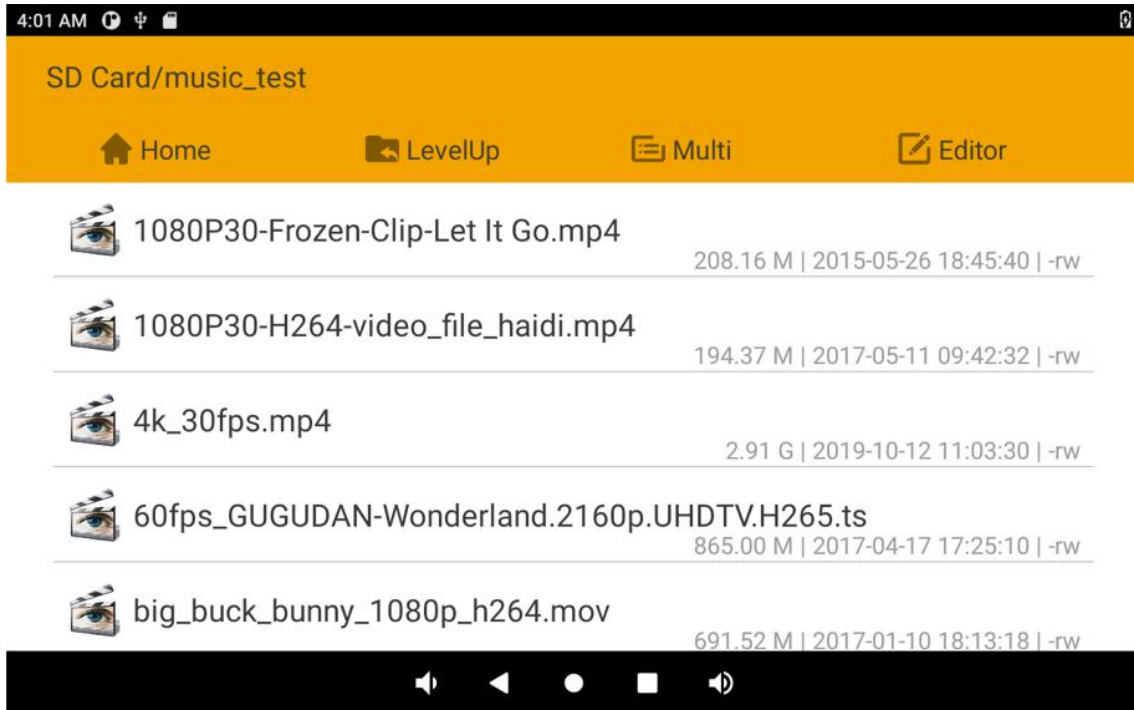 4:01 AM
SD Card/music_test
Home LevelUp Multi Editor
1080P30-Frozen-Clip-Let It Go.mp4
208.16 M | 2015-05-26 18:45:40 | -rw
1080P30-H264-video_file_haidi.mp4
194.37 M | 2017-05-11 09:42:32 | -rw
4k_30fps.mp4
2.91 G | 2019-10-12 11:03:30 | -rw
60fps_GUGUDAN-Wonderland.2160p.UHDTV.H265.ts
865.00 M | 2017-04-17 17:25:10 | -rw
big_buck_bunny_1080p_h264.mov
691.52 M | 2017-01-10 18:13:18 | -rw